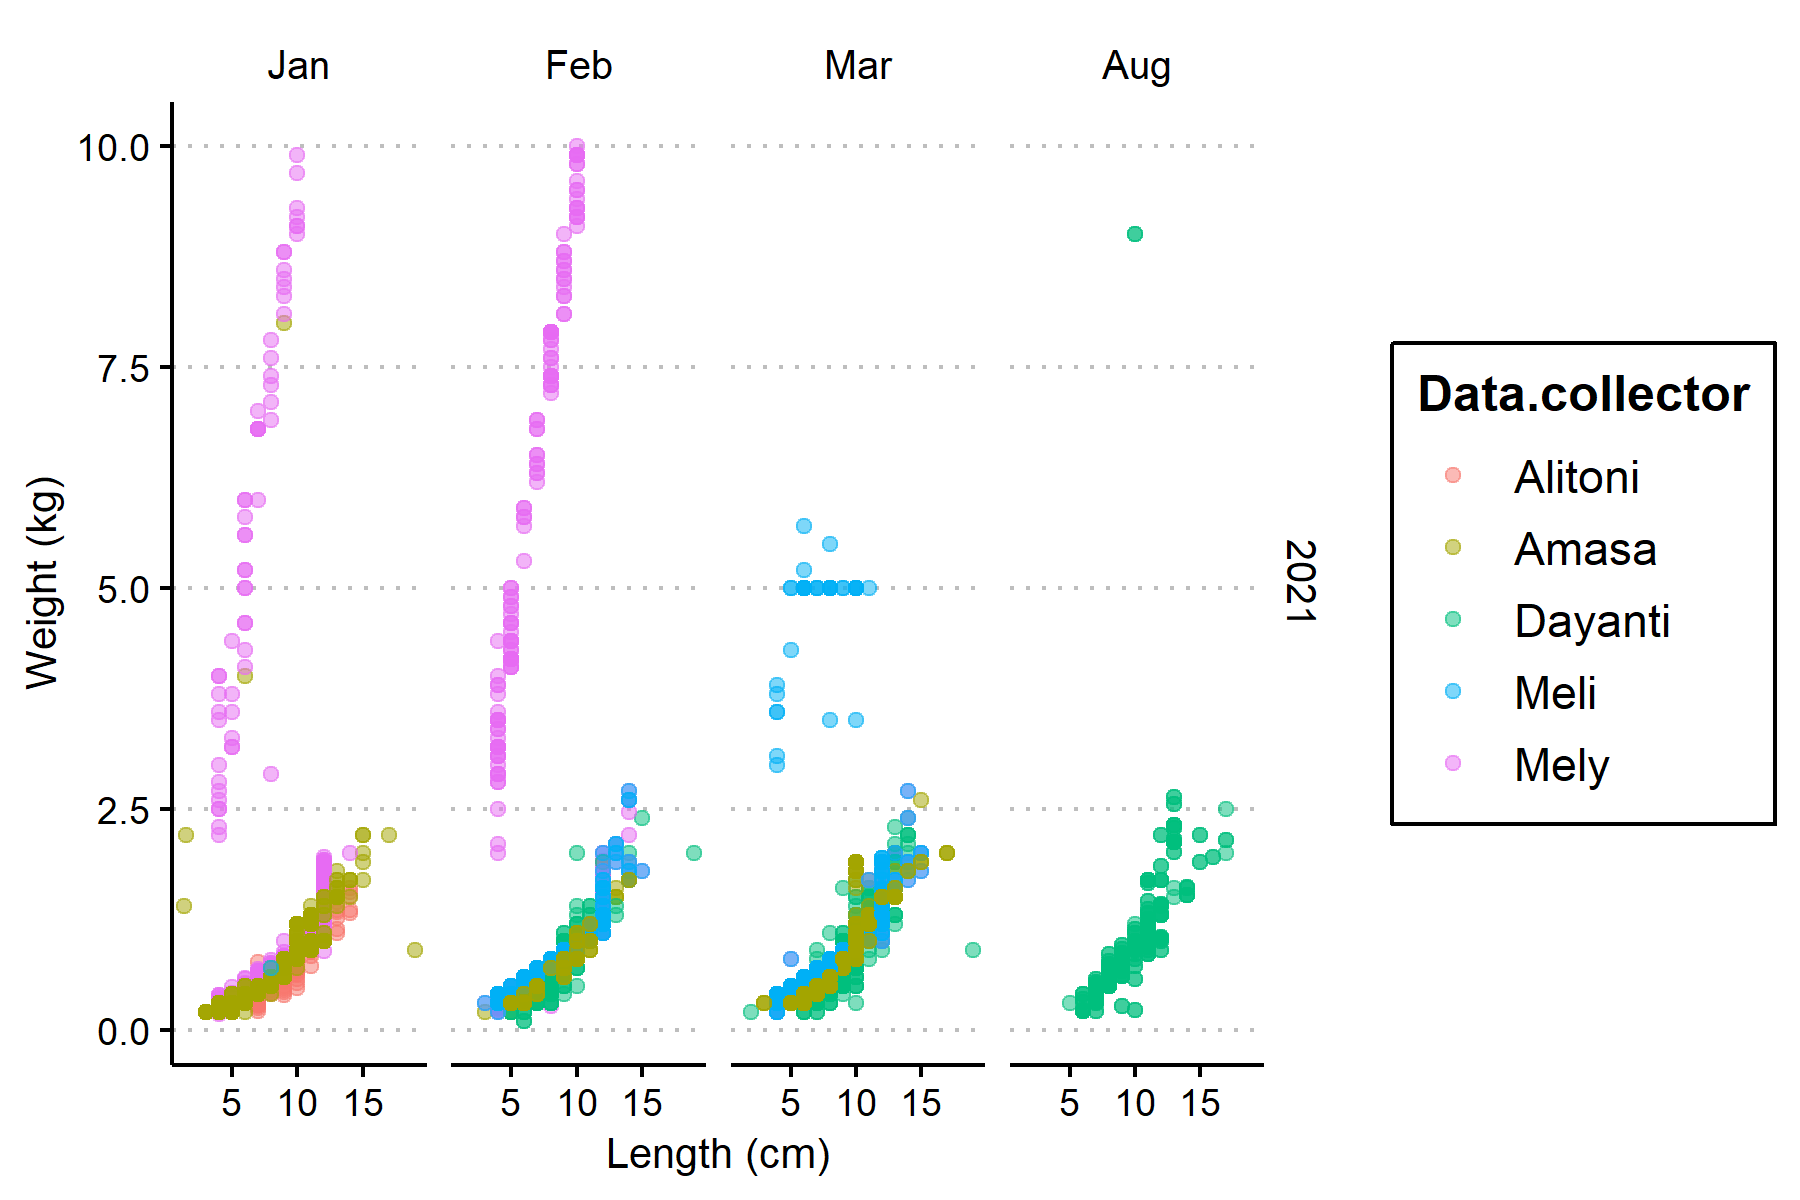 Jan Feb Mar Aug
10.0
7.5
5.0
2.5
0.0
Weight (kg)
2021
5 10 15 5 10 15 5 10 15 5 10 15
Length (cm)
Data.collector
Alitoni
Amasa
Dayanti
Meli
Mely